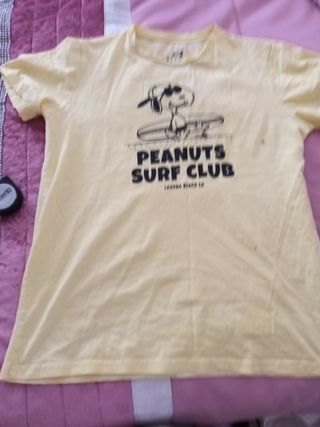 PEANUTS
SURF CLUB
LAGUNA BEACH CA